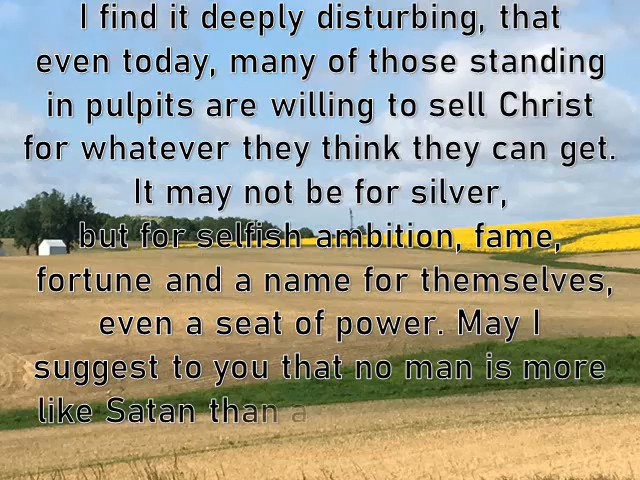 I find it deeply disturbing, that
even today, many of those standing
in pulpits are willing to sell Christ
for whatever they think they can get.
It may not be for silver,
but for selfish ambition, fame,
fortune and a name for themselves,
even a seat of power. May I
suggest to you that no man is more
like Satan than a